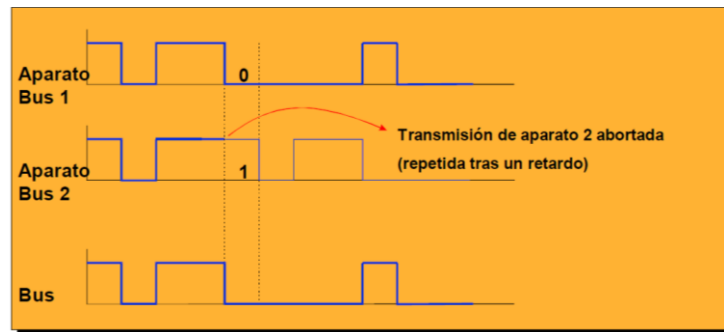 Aparato
Bus 1
0
Transmisión de aparato 2 abortada
(repetida tras un retardo)
Aparato
Bus 2
1
Bus